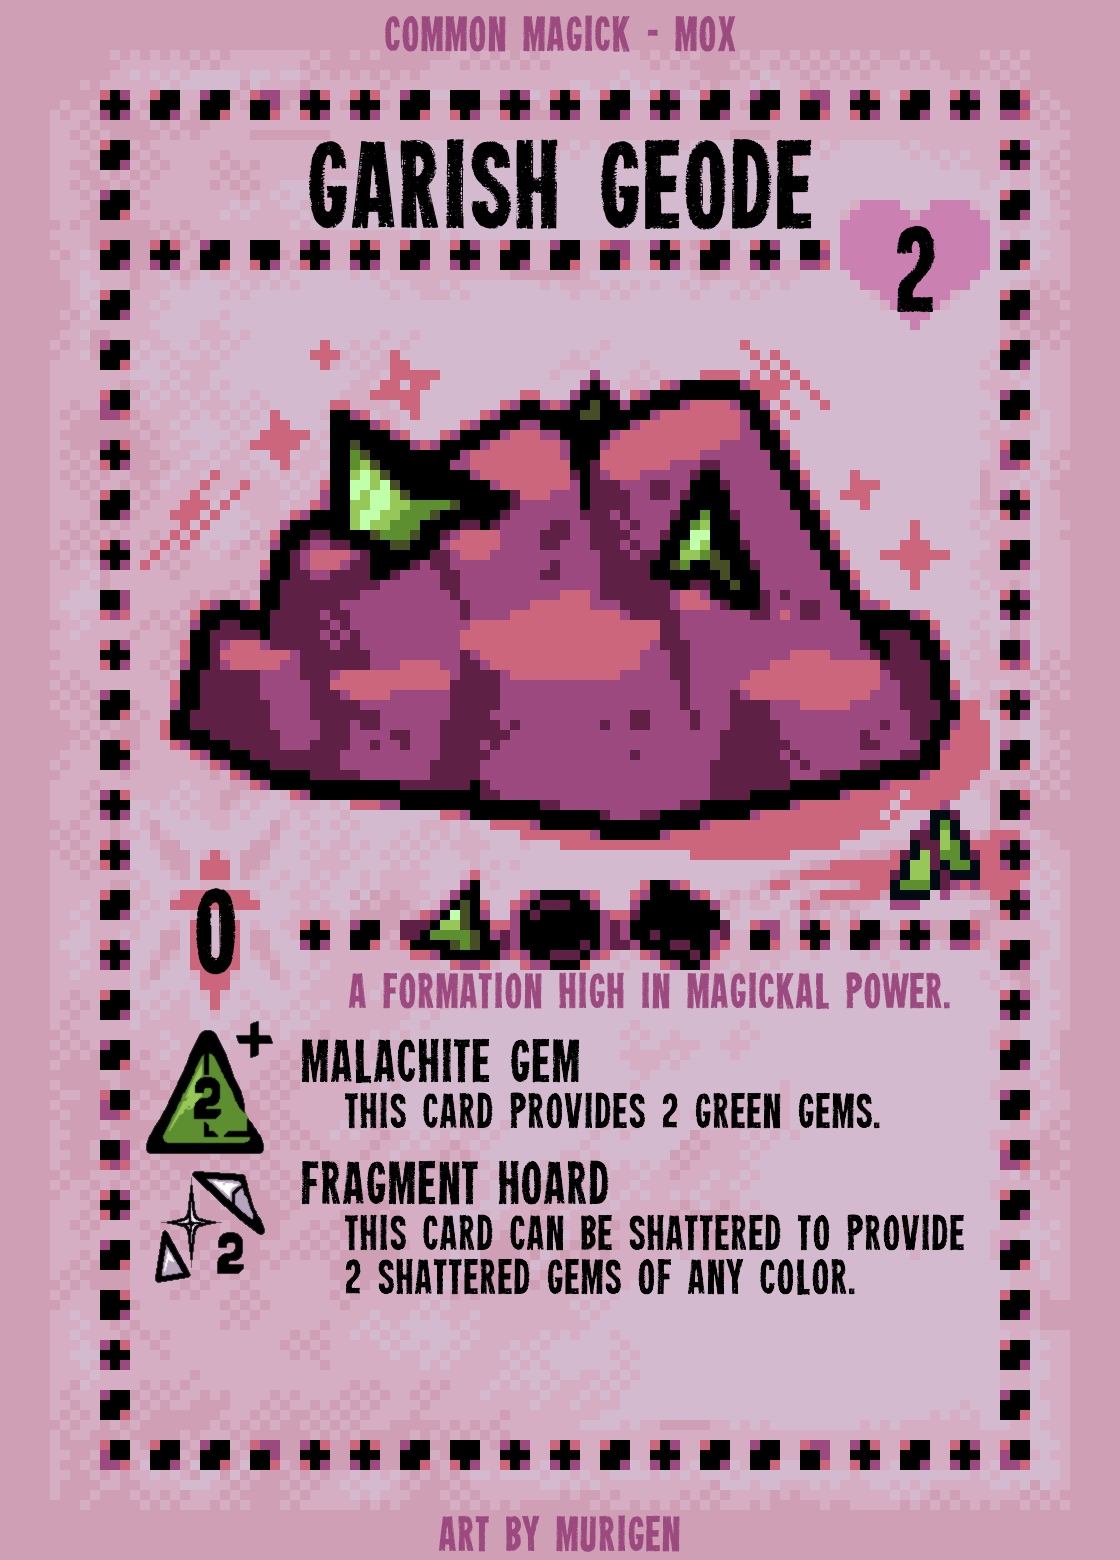 COMMON MAGICK - MOX
GARISH GEODE
2
0
A FORMATION HIGH IN MAGICKAL POWER.
2
+
MALACHITE GEM
THIS CARD PROVIDES 2 GREEN GEMS.
2
FRAGMENT HOARD
THIS CARD CAN BE SHATTERED TO PROVIDE
2 SHATTERED GEMS OF ANY COLOR.
ART BY MURIGEN